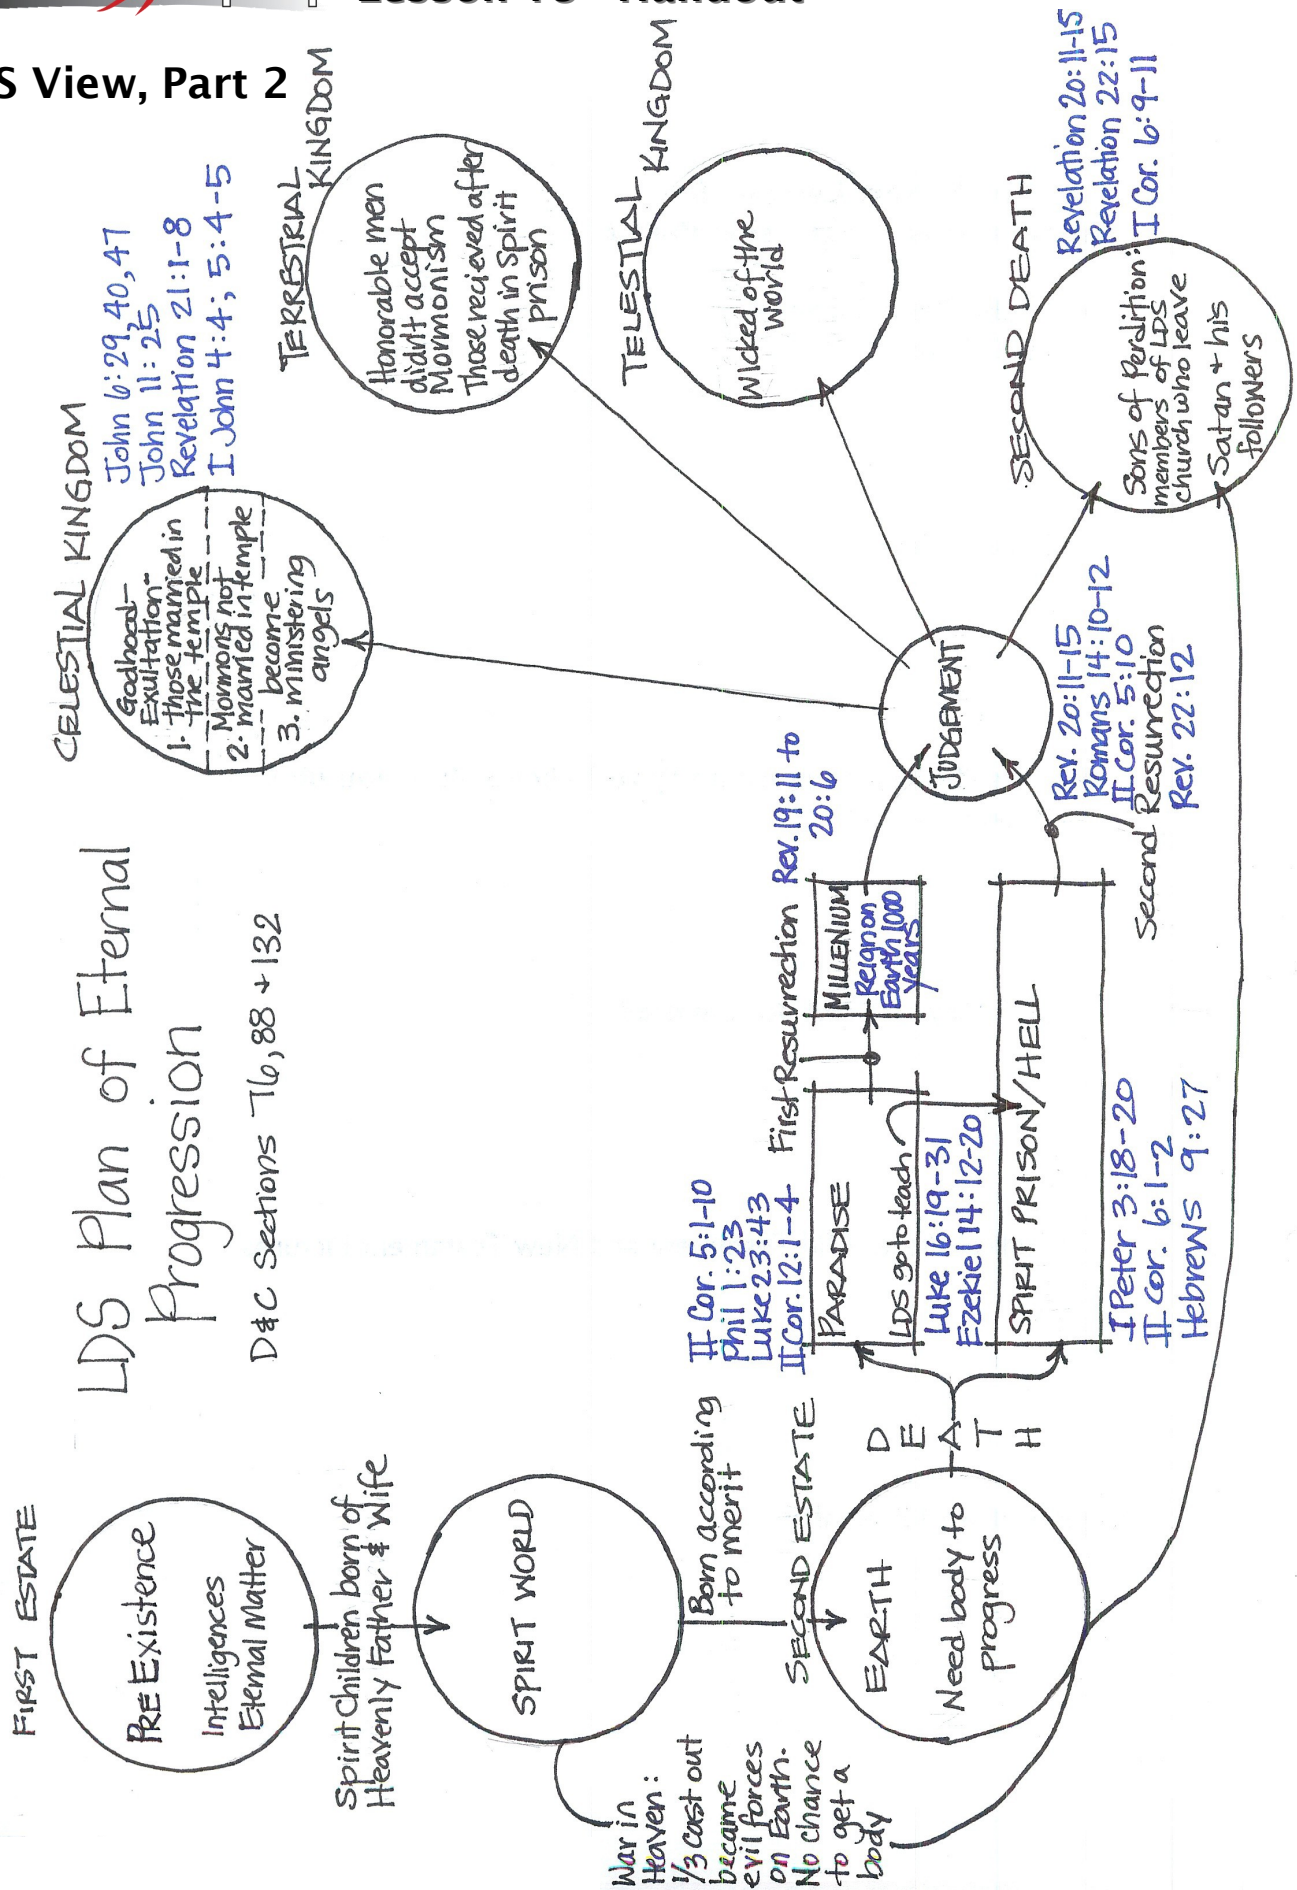 Lesson 18 - Handout
S View, Part 2
LDS Plan of Eternal
Progression
D&C Sections 76, 88 + 132
FIRST ESTATE
PRE Existence
Intelligences
Eternal Matter
Spirit Children born of
Heavenly Father & Wife
SPIRIT WORLD
War in
Heaven:
1/3 cast out
became
evil forces
on Earth.
No chance
to get a
body
Born according
to merit
SECOND ESTATE
EARTH
Need body to
progress
DEATH
II Cor. 5:1-10
Phil 1:23
Luke 23:43
II Cor. 12:1-4
PARADISE
LDS go to teach
Luke 16:19-31
Ezekiel 14:12-20
SPIRIT PRISON/HELL
I Peter 3:18-20
II Cor. 6:1-2
Hebrews 9:27
First Resurrection
Rev. 19:11 to
20:6
MILLENIUM
Reign on
Earth 1000
years
Second Resurrection
JUDGEMENT
Rev. 20:11-15
Romans 14:10-12
II Cor. 5:10
Rev. 22:12
CELESTIAL KINGDOM
Godhood-
Exultation-
1. Those married in
the temple
2. Mormons not
married in temple
become
3. ministering
angels
John 6:29, 40, 47
John 11:25
Revelation 21:1-8
I John 4:4; 5:4-5
TERRESTRIAL
KINGDOM
Honorable men
didn't accept
Mormonism
Those recieved after
death in Spirit
prison
TELESTIAL
KINGDOM
Wicked of the
World
SECOND DEATH
Sons of Perdition:
members of LDS
church who leave
Satan + his
followers
Revelation 20:11-15
Revelation 22:15
I Cor. 6:9-11